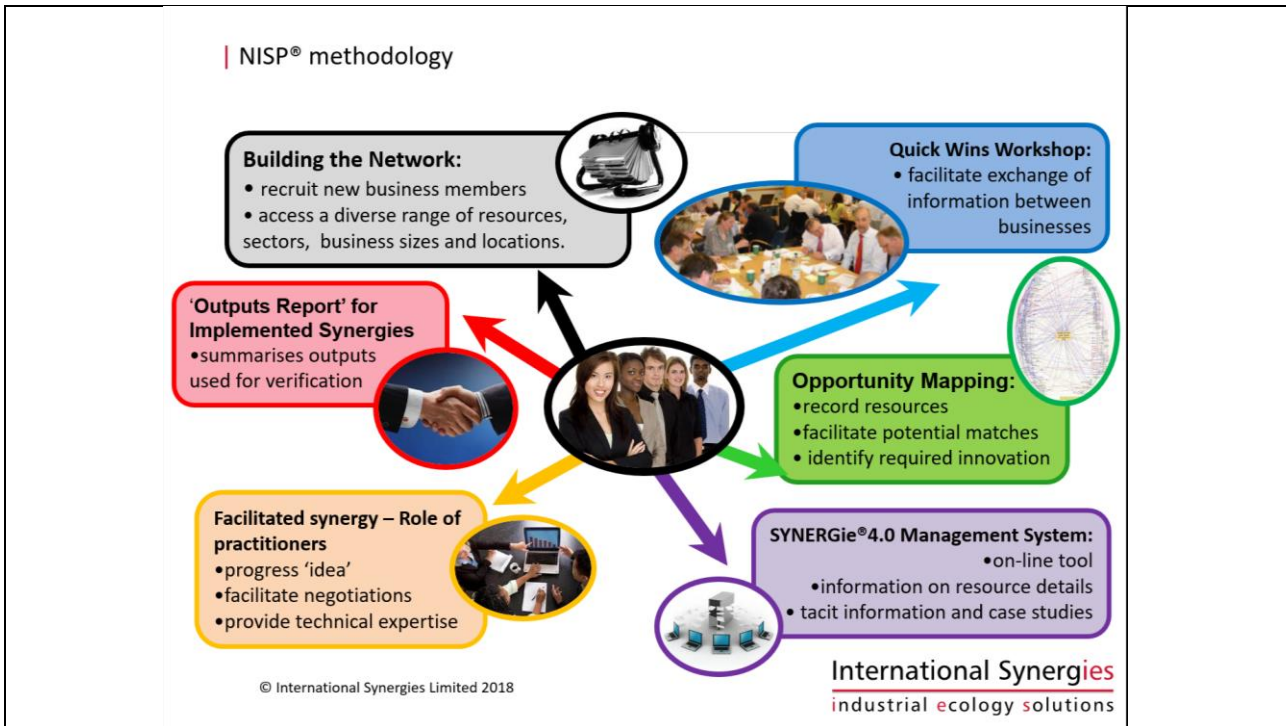 | NISP® methodology
Building the Network:
• recruit new business members
• access a diverse range of resources,
sectors, business sizes and locations.
Quick Wins Workshop:
• facilitate exchange of
information between
businesses
‘Outputs Report’ for
Implemented Synergies
•summarises outputs
used for verification
Opportunity Mapping:
•record resources
•facilitate potential matches
• identify required innovation
Facilitated synergy – Role of
practitioners
•progress ‘idea’
•facilitate negotiations
•provide technical expertise
SYNERGie®4.0 Management System:
•on-line tool
•information on resource details
• tacit information and case studies
© International Synergies Limited 2018
International Synergies
industrial ecology solutions